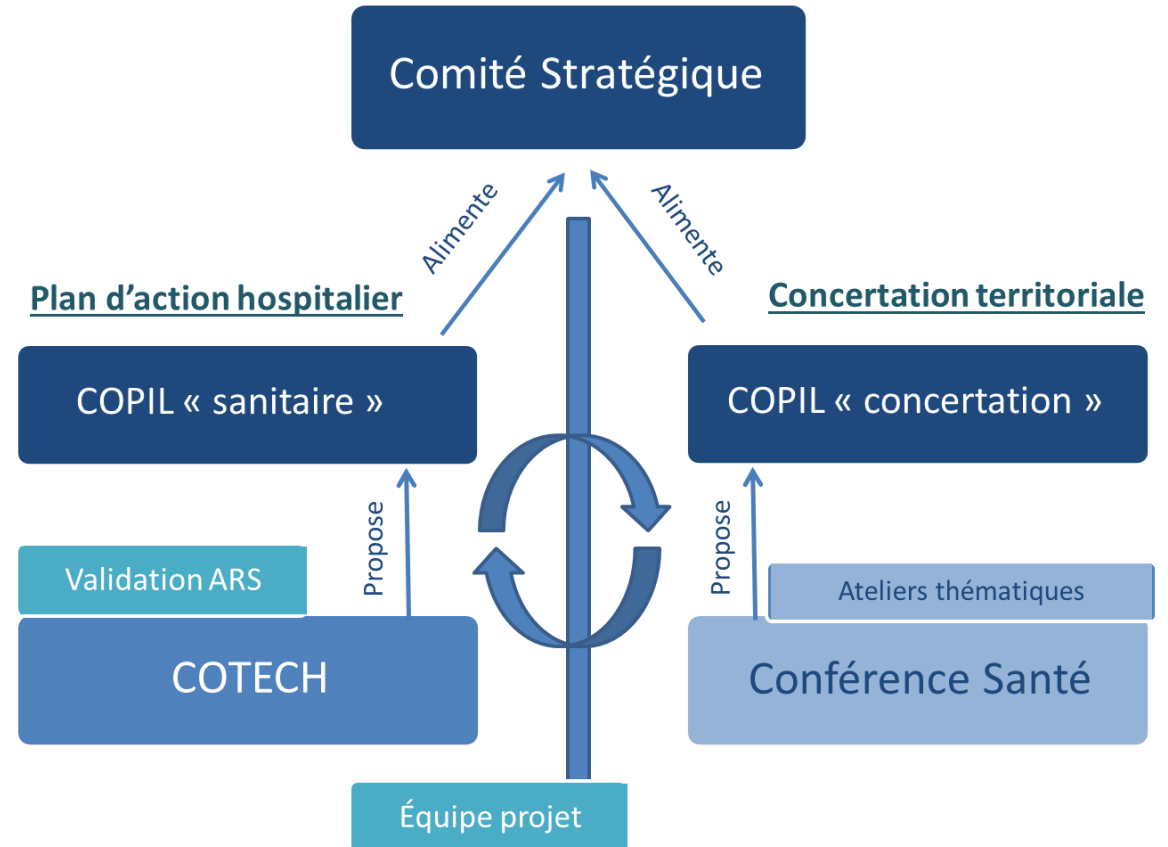 Comité Stratégique
Alimente
Alimente
Plan d’action hospitalier
Concertation territoriale
COPIL « sanitaire »
COPIL « concertation »
Propose
Propose
Validation ARS
Ateliers thématiques
COTECH
Conférence Santé
Équipe projet